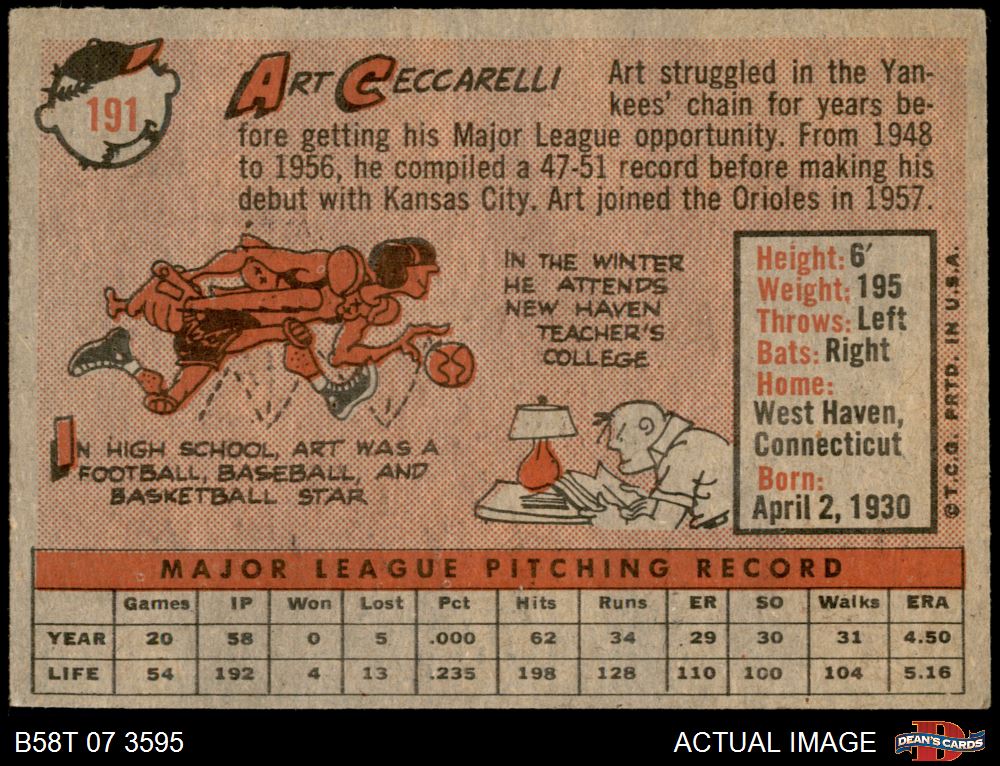 191
ART CECCARELLI
Art struggled in the Yan-
kees' chain for years be-
fore getting his Major League opportunity. From 1948
to 1956, he compiled a 47-51 record before making his
debut with Kansas City. Art joined the Orioles in 1957.
IN THE WINTER
HE ATTENDS
NEW HAVEN
TEACHER'S
COLLEGE
IN HIGH SCHOOL, ART WAS A
FOOTBALL, BASEBALL, AND
BASKETBALL STAR
Height: 6'
Weight: 195
Throws: Left
Bats: Right
Home:
West Haven,
Connecticut
Born:
April 2, 1930
© T.C.G. PRTD. IN U.S.A.
MAJOR LEAGUE PITCHING RECORD
Games IP Won Lost Pct Hits Runs ER SO Walks ERA
YEAR 20 58 0 5 .000 62 34 29 30 31 4.50
LIFE 54 192 4 13 .235 198 128 110 100 104 5.16
B58T 07 3595
ACTUAL IMAGE
D
DEAN'S CARDS